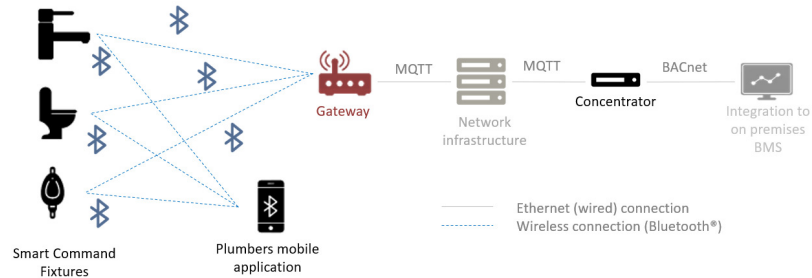 MQTT
MQTT
BACnet
Gateway
Concentrator
Network
infrastructure
Integration to
on premises
BMS
Ethernet (wired) connection
Wireless connection (Bluetooth®)
Smart Command
Fixtures
Plumbers mobile
application